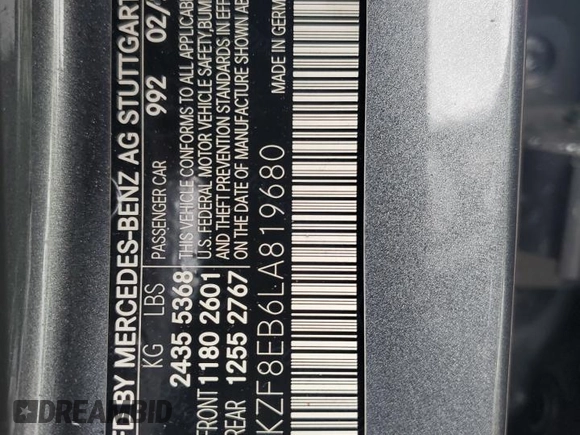 D BY MERCEDES-BENZ AG STUTTGART
KG LBS PASSENGER CAR 992 02/
2435 5368 THIS VEHICLE CONFORMS TO ALL APPLICABLE
U.S. FEDERAL MOTOR VEHICLE SAFETY, BUM
FRONT 1180 2601 AND THEFT PREVENTION STANDARDS IN EFFE
REAR 1255 2767 ON THE DATE OF MANUFACTURE SHOWN AB
KZF8EB6LA819680 MADE IN GERM
DREAMBID